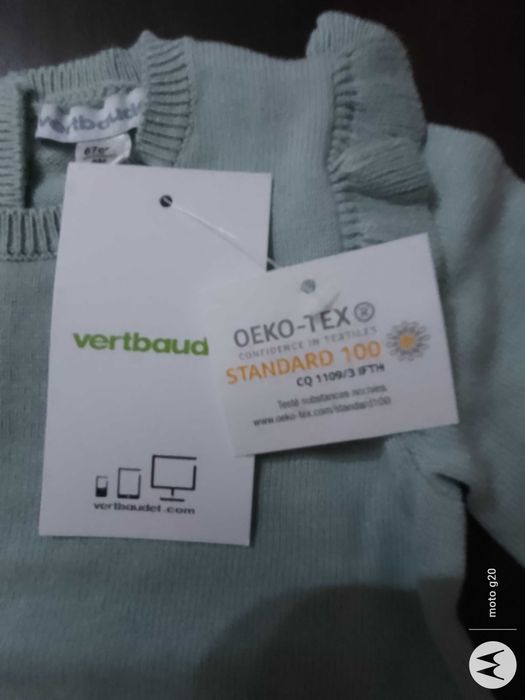 vertbaudet
vertbaud
vertbaudet.com
OEKO-TEX®
CONFIDENCE IN TEXTILES
STANDARD 100
CQ 1109/3 IFTH
Testé substances nocives.
www.oeko-tex.com/standard100
moto g20